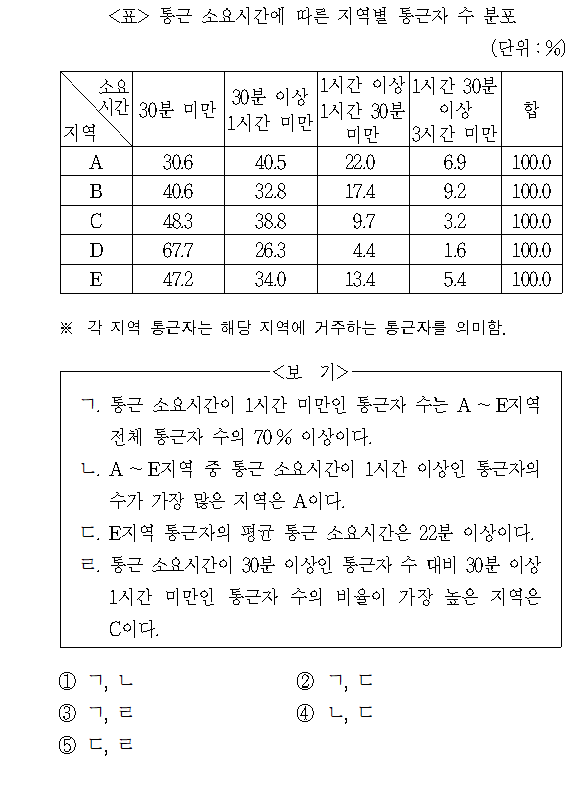 <표> 통근 소요시간에 따른 지역별 통근자 수 분포
(단위 : %)
소요 시간 지역 30분 미만 30분 이상 1시간 미만 1시간 이상 1시간 30분 미만 1시간 30분 이상 3시간 미만 합
A 30.6 40.5 22.0 6.9 100.0
B 40.6 32.8 17.4 9.2 100.0
C 48.3 38.8 9.7 3.2 100.0
D 67.7 26.3 4.4 1.6 100.0
E 47.2 34.0 13.4 5.4 100.0
※ 각 지역 통근자는 해당 지역에 거주하는 통근자를 의미함.
<보 기>
ㄱ. 통근 소요시간이 1시간 미만인 통근자 수는 A ~ E지역
전체 통근자 수의 70 % 이상이다.
ㄴ. A ~ E지역 중 통근 소요시간이 1시간 이상인 통근자의
수가 가장 많은 지역은 A이다.
ㄷ. E지역 통근자의 평균 통근 소요시간은 22분 이상이다.
ㄹ. 통근 소요시간이 30분 이상인 통근자 수 대비 30분 이상
1시간 미만인 통근자 수의 비율이 가장 높은 지역은
C이다.
① ㄱ, ㄴ ② ㄱ, ㄷ
③ ㄱ, ㄹ ④ ㄴ, ㄷ
⑤ ㄷ, ㄹ